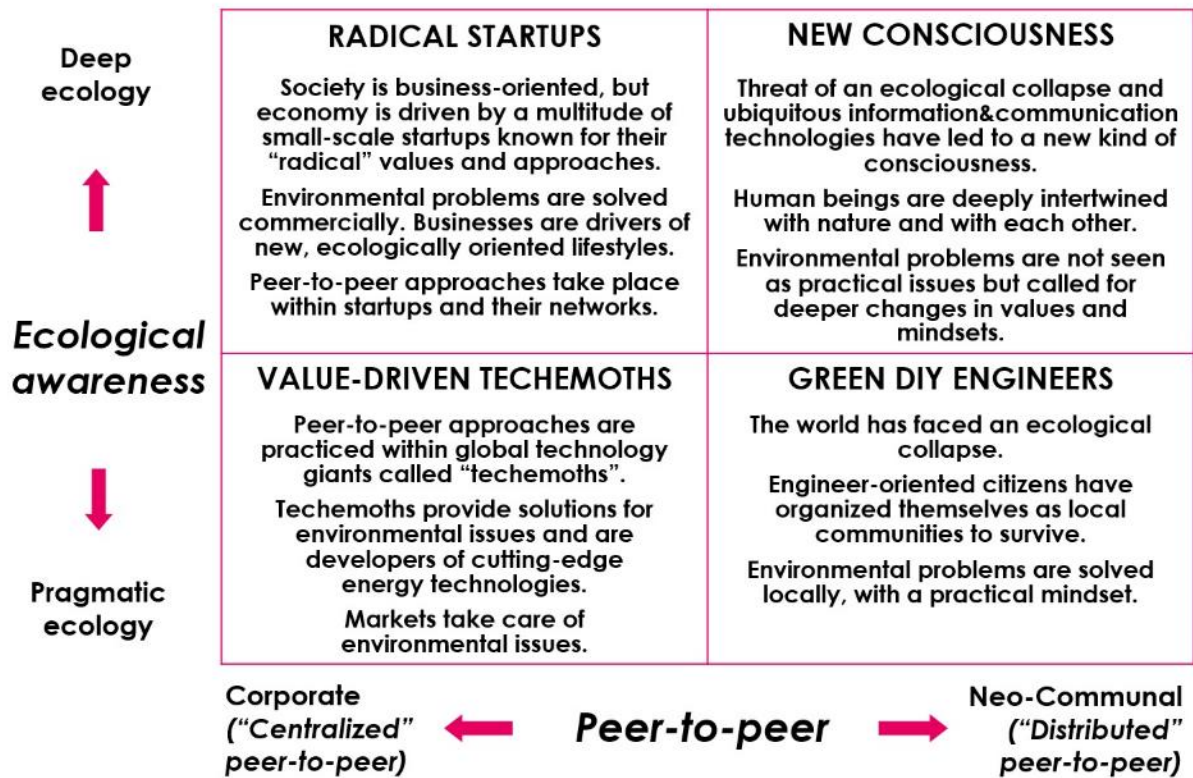 Deep
ecology
Ecological
awareness
Pragmatic
ecology
RADICAL STARTUPS
Society is business-oriented, but
economy is driven by a multitude of
small-scale startups known for their
“radical” values and approaches.
Environmental problems are solved
commercially. Businesses are drivers of
new, ecologically oriented lifestyles.
Peer-to-peer approaches take place
within startups and their networks.
NEW CONSCIOUSNESS
Threat of an ecological collapse and
ubiquitous information&communication
technologies have led to a new kind of
consciousness.
Human beings are deeply intertwined
with nature and with each other.
Environmental problems are not seen
as practical issues but called for
deeper changes in values and
mindsets.
VALUE-DRIVEN TECHEMOTHS
Peer-to-peer approaches are
practiced within global technology
giants called “techemoths”.
Techemoths provide solutions for
environmental issues and are
developers of cutting-edge
energy technologies.
Markets take care of
environmental issues.
GREEN DIY ENGINEERS
The world has faced an ecological
collapse.
Engineer-oriented citizens have
organized themselves as local
communities to survive.
Environmental problems are solved
locally, with a practical mindset.
Corporate
(“Centralized”
peer-to-peer)
Peer-to-peer
Neo-Communal
(“Distributed”
peer-to-peer)